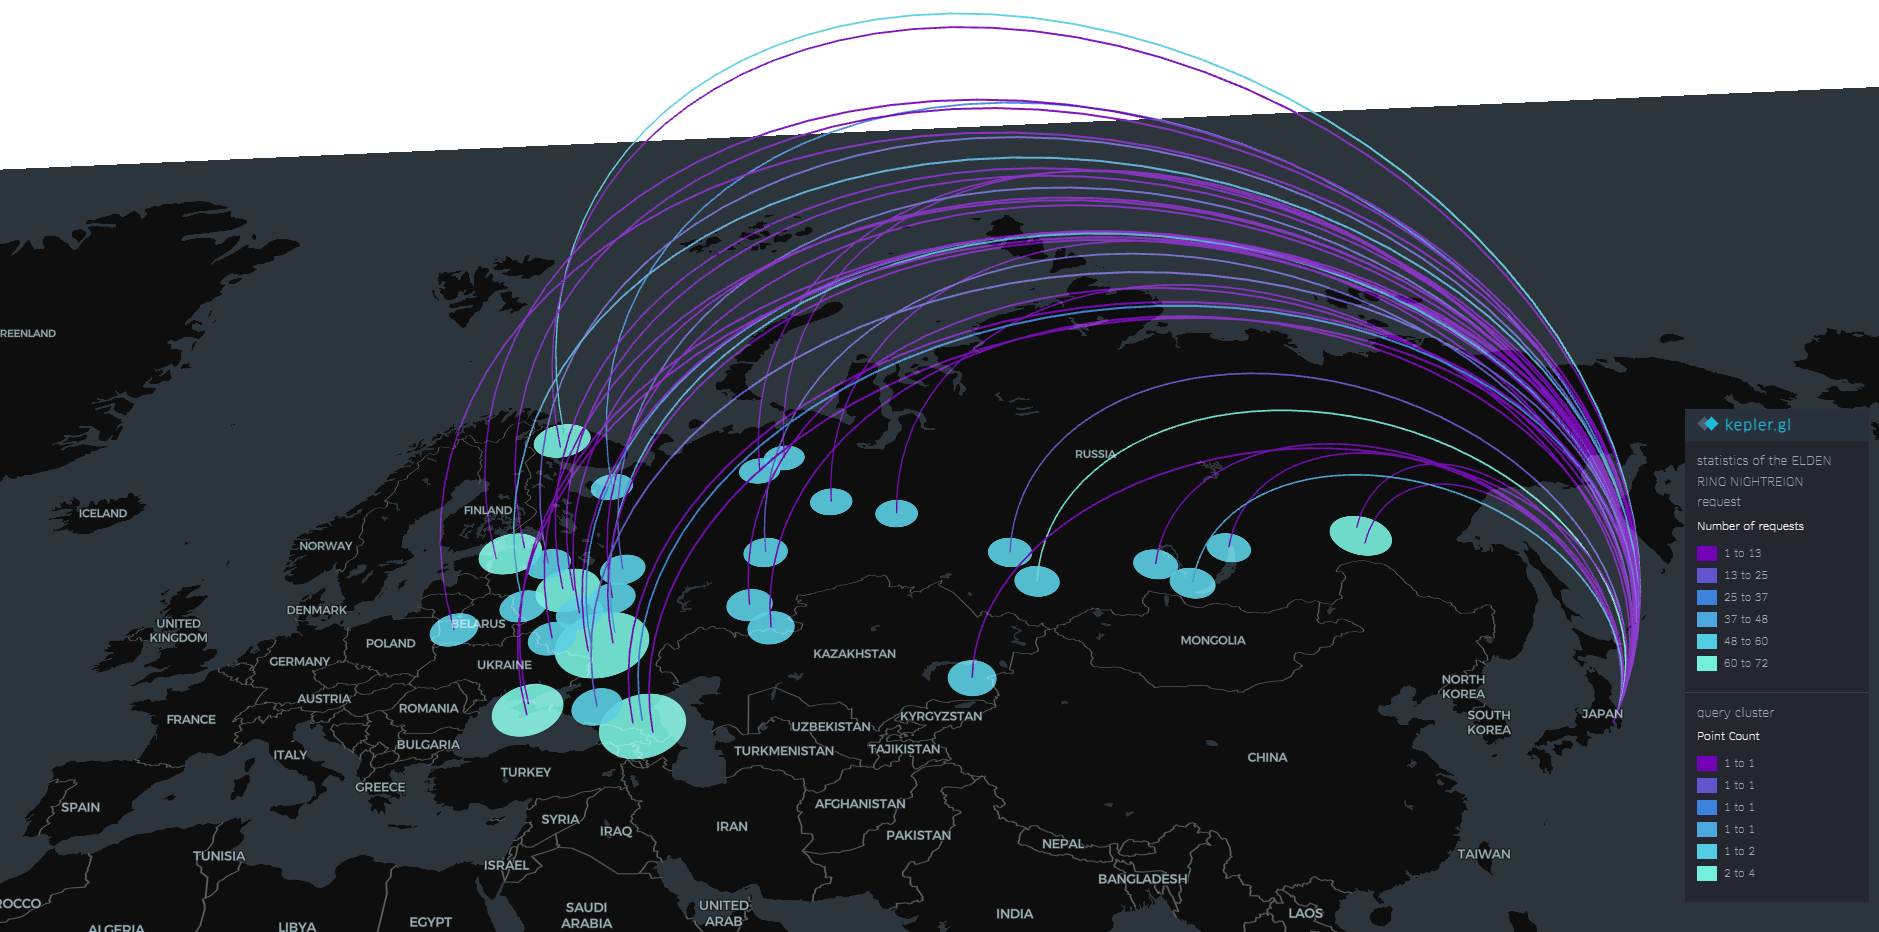 REENLAND
ICELAND
FINLAND
NORWAY
RUSSIA
DENMARK
UNITED
KINGDOM
BELARUS
POLAND
GERMANY
UKRAINE
KAZAKHSTAN
MONGOLIA
AUSTRIA
ROMANIA
FRANCE
BULGARIA
ITALY
UZBEKISTAN
KYRGYZSTAN
TURKMENISTAN
TAJIKISTAN
NORTH
KOREA
SOUTH
KOREA
JAPAN
CHINA
TURKEY
GREECE
SPAIN
SYRIA
IRAQ
IRAN
AFGHANISTAN
PAKISTAN
NEPAL
TAIWAN
TUNISIA
ISRAEL
BANGLADESH
ROCCO
ALGERIA
LIBYA
EGYPT
SAUDI
ARABIA
UNITED
ARAB
INDIA
LAOS
kepler.gl
statistics of the ELDEN
RING NIGHTREIGN
request
Number of requests
1 to 13
13 to 25
25 to 37
37 to 48
48 to 60
60 to 72
query cluster
Point Count
1 to 1
1 to 1
1 to 1
1 to 1
1 to 2
2 to 4